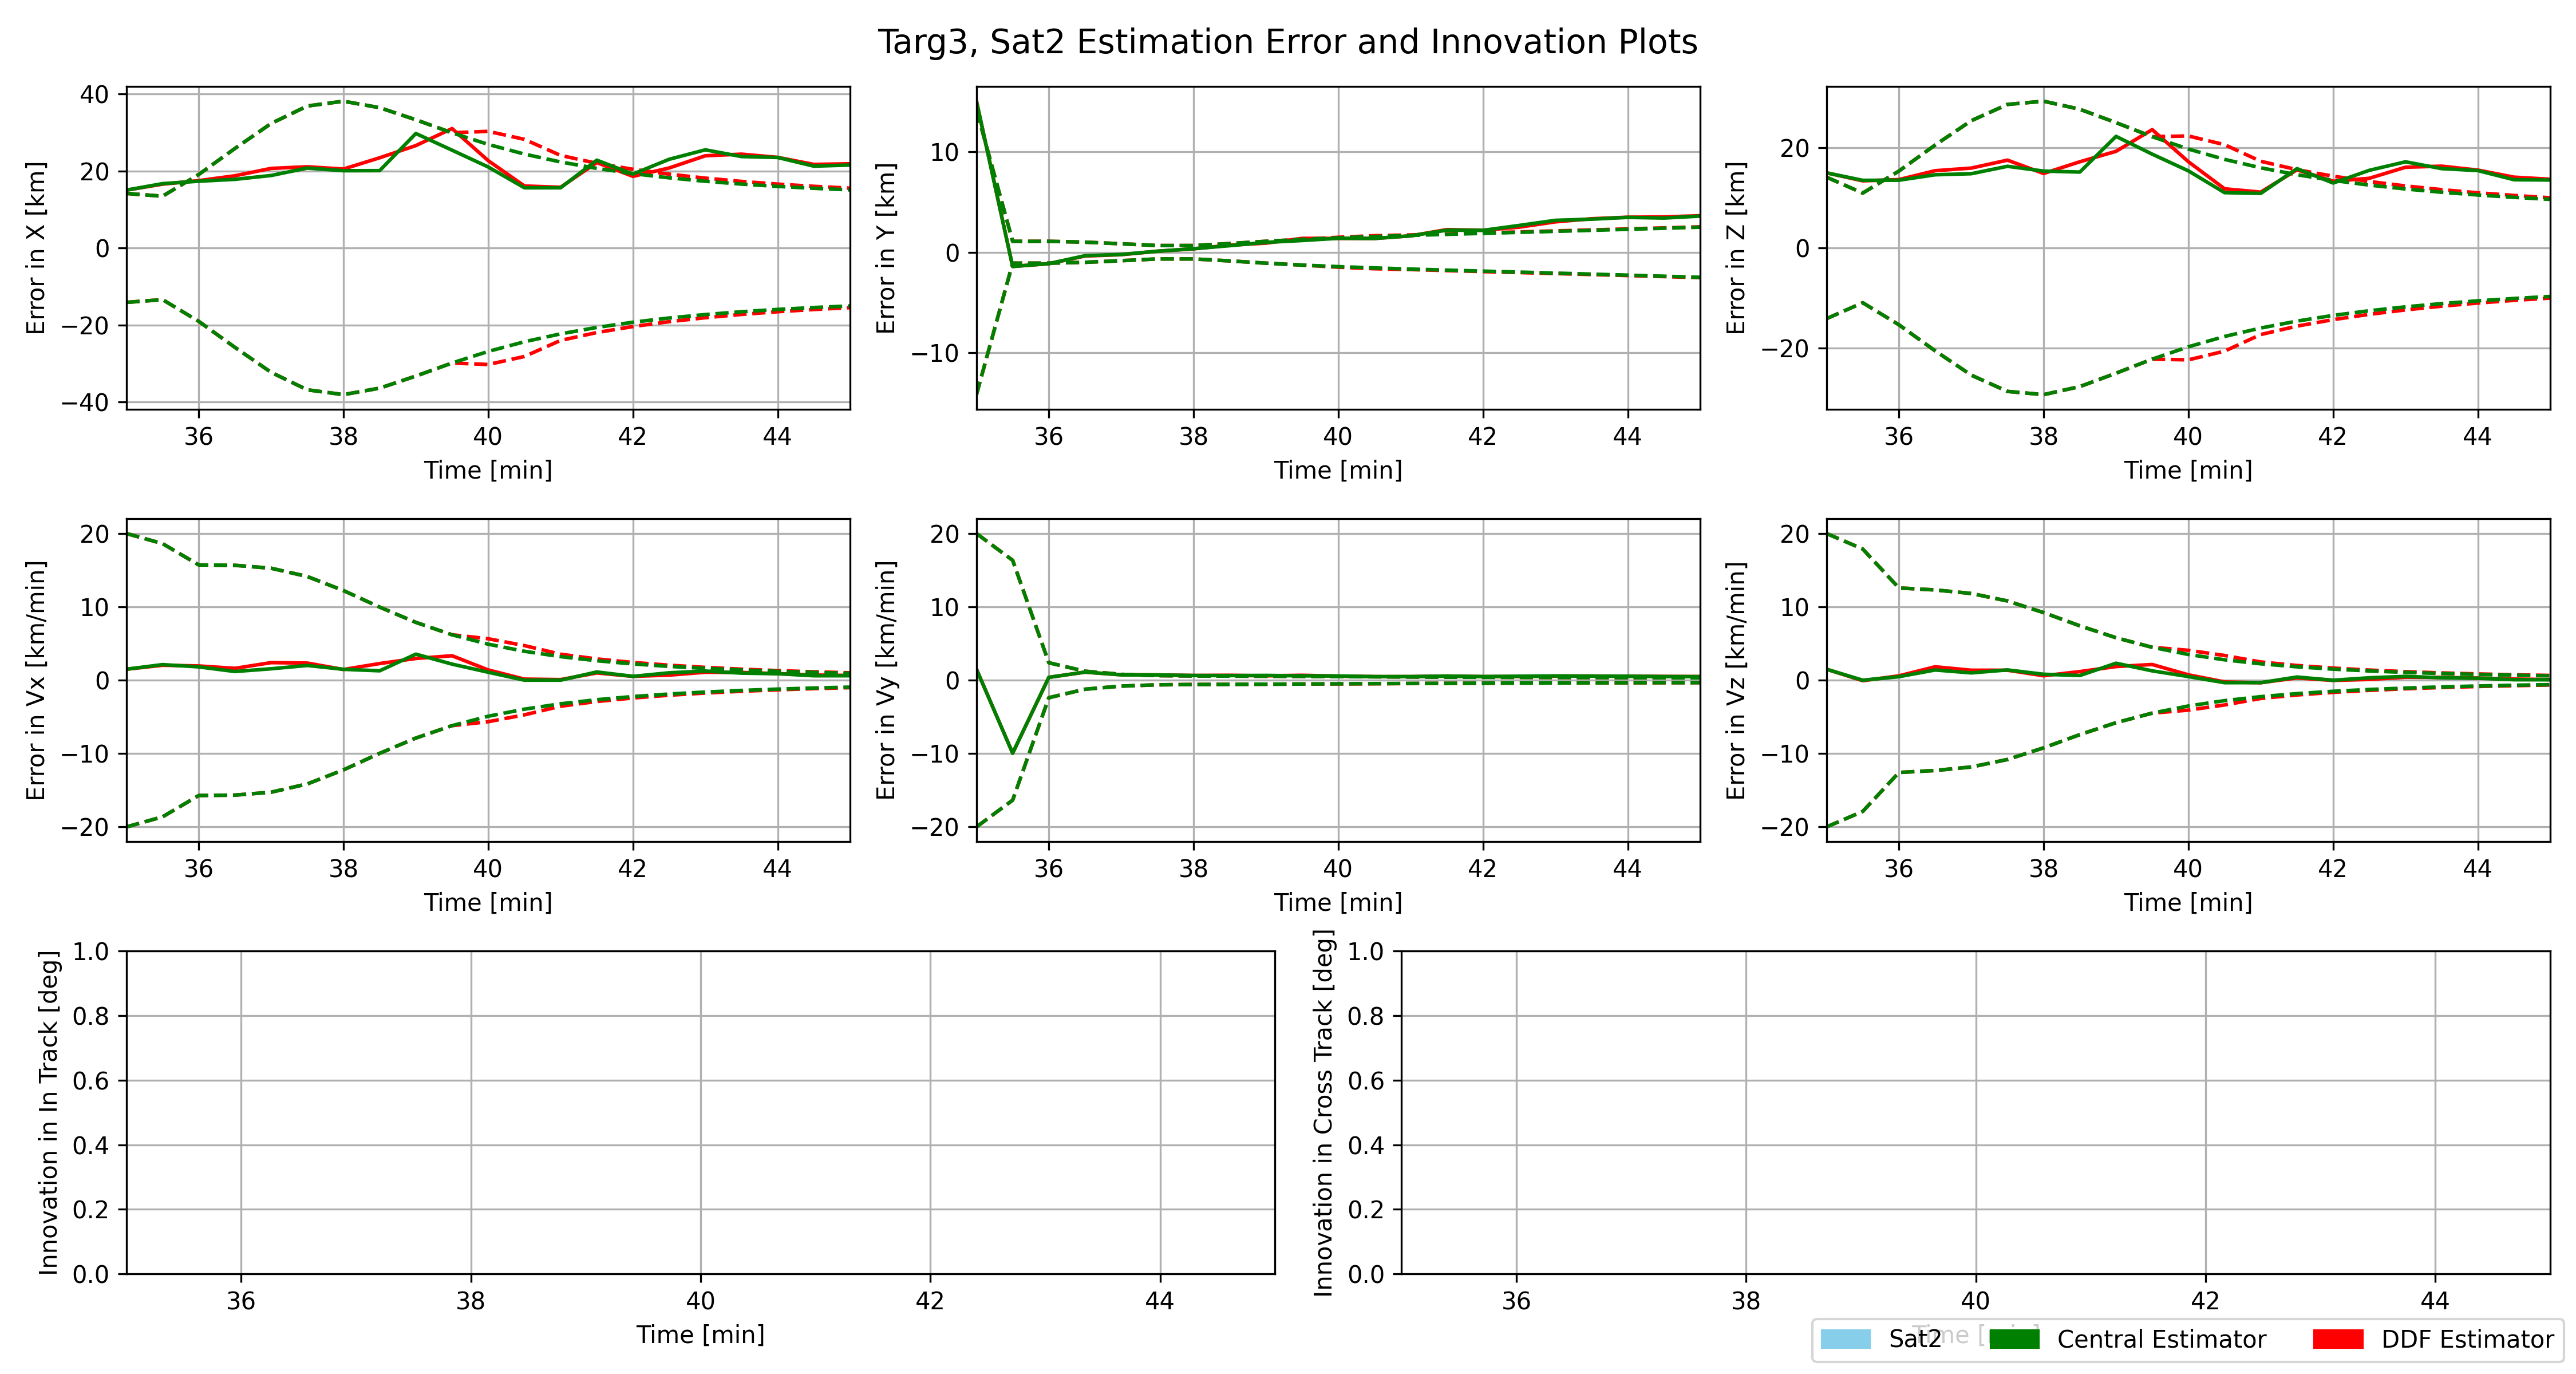 Targ3, Sat2 Estimation Error and Innovation Plots
Error in X [km]
40
20
0
−20
−40
36 38 40 42 44
Time [min]
Error in Y [km]
10
0
−10
36 38 40 42 44
Time [min]
Error in Z [km]
20
0
−20
36 38 40 42 44
Time [min]
Error in Vx [km/min]
20
10
0
−10
−20
36 38 40 42 44
Time [min]
Error in Vy [km/min]
20
10
0
−10
−20
36 38 40 42 44
Time [min]
Error in Vz [km/min]
20
10
0
−10
−20
36 38 40 42 44
Time [min]
Innovation in In Track [deg]
1.0
0.8
0.6
0.4
0.2
0.0
36 38 40 42 44
Time [min]
Innovation in Cross Track [deg]
1.0
0.8
0.6
0.4
0.2
0.0
36 38 40 42 44
Time [
Sat2 Central Estimator DDF Estimator